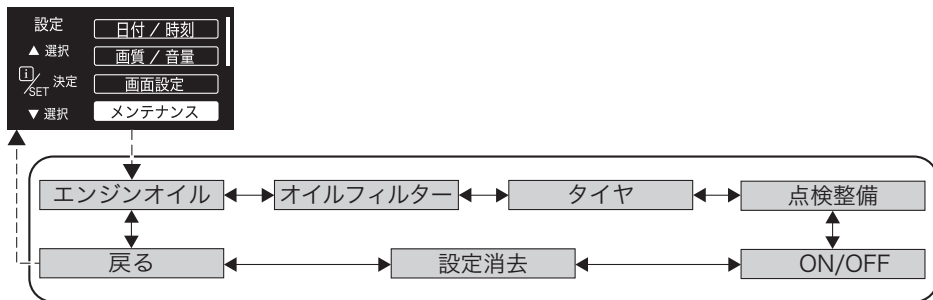 設定
日付 / 時刻
▲ 選択
画質 / 音量
i/SET 決定
画面設定
▼ 選択
メンテナンス
エンジンオイル
オイルフィルター
タイヤ
点検整備
戻る
設定消去
ON/OFF